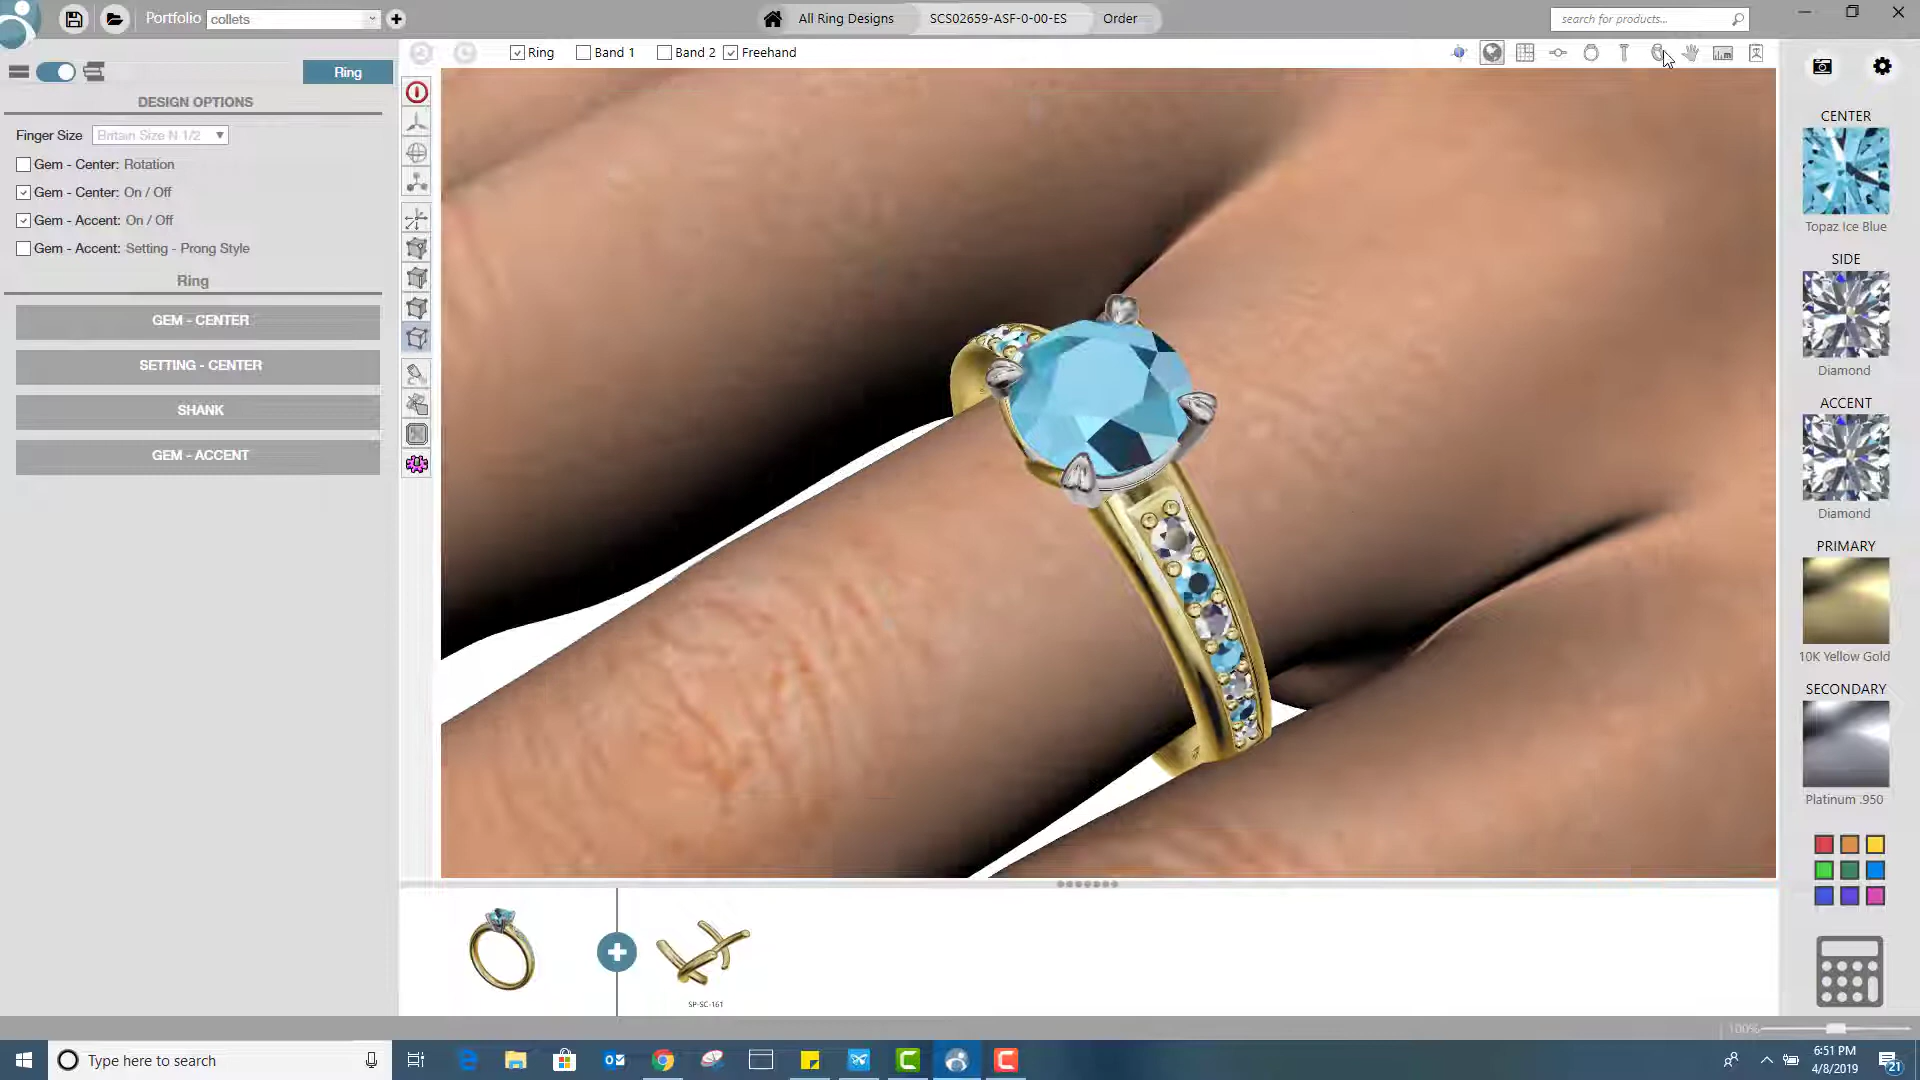 Portfolio collets
All Ring Designs SCS02659-ASF-0-00-ES Order
search for products...
Ring Band 1 Band 2 Freehand
Ring
DESIGN OPTIONS
Finger Size Britain Size N 1/2
Gem - Center: Rotation
Gem - Center: On / Off
Gem - Accent: On / Off
Gem - Accent: Setting - Prong Style
Ring
GEM - CENTER
SETTING - CENTER
SHANK
GEM - ACCENT
CENTER
Topaz Ice Blue
SIDE
Diamond
ACCENT
Diamond
PRIMARY
10K Yellow Gold
SECONDARY
Platinum .950
SP-SC-161
100%
Type here to search
6:51 PM
4/8/2019
21